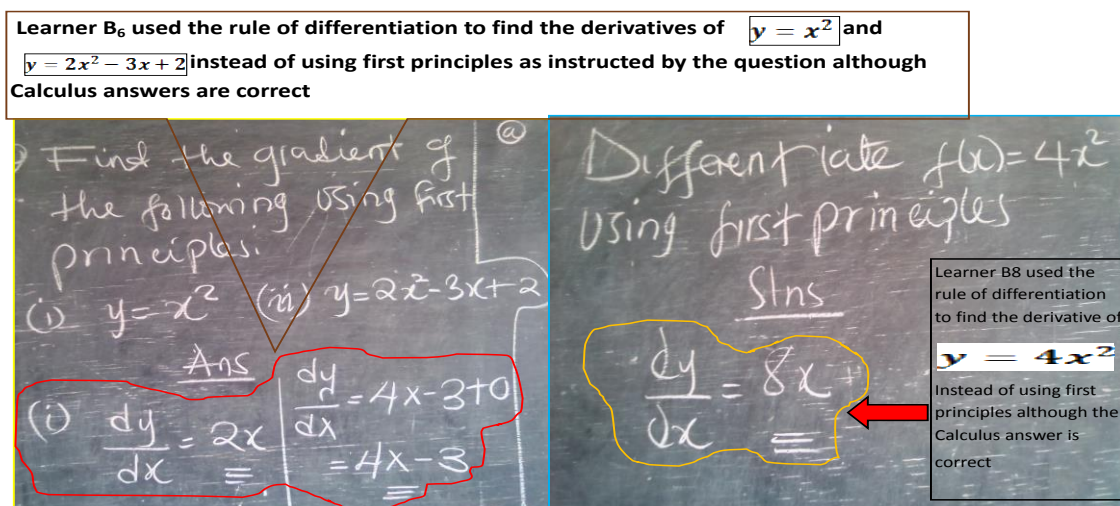 Learner B₆ used the rule of differentiation to find the derivatives of y = x² and
y = 2x² − 3x + 2 instead of using first principles as instructed by the question although
Calculus answers are correct
Find the gradient of
the following using first
principles.
(i) y = x² (ii) y = 2x² - 3x + 2
Ans
(i) dy/dx = 2x
dy/dx = 4x - 3 + 0
= 4x - 3
(a)
Differentiate f(x) = 4x²
Using first principles
Slns
dy/dx = 8x
Learner B8 used the
rule of differentiation
to find the derivative of
y = 4x²
Instead of using first
principles although the
Calculus answer is
correct